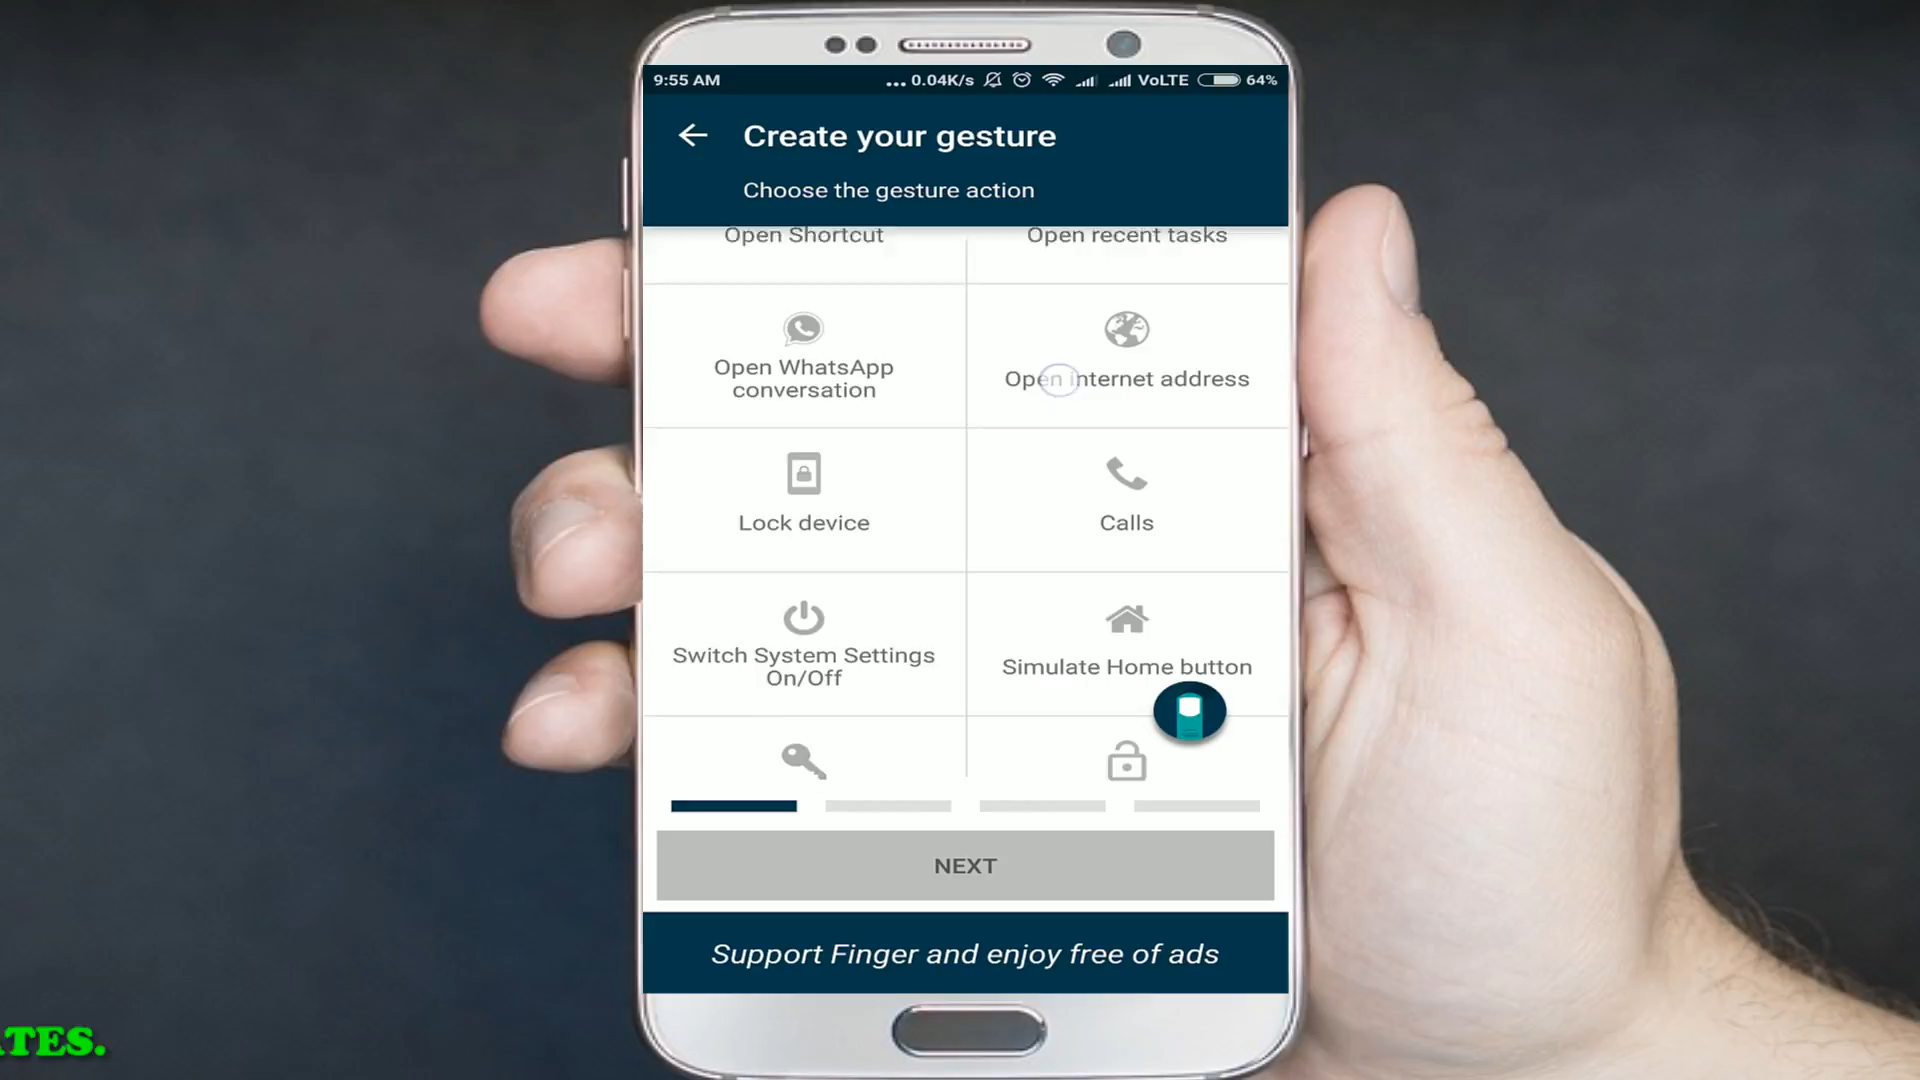 9:55 AM ... 0.04K/s VoLTE 64%
Create your gesture
Choose the gesture action
Open Shortcut
Open recent tasks
Open WhatsApp
conversation
Open internet address
Lock device
Calls
Switch System Settings
On/Off
Simulate Home button
NEXT
Support Finger and enjoy free of ads